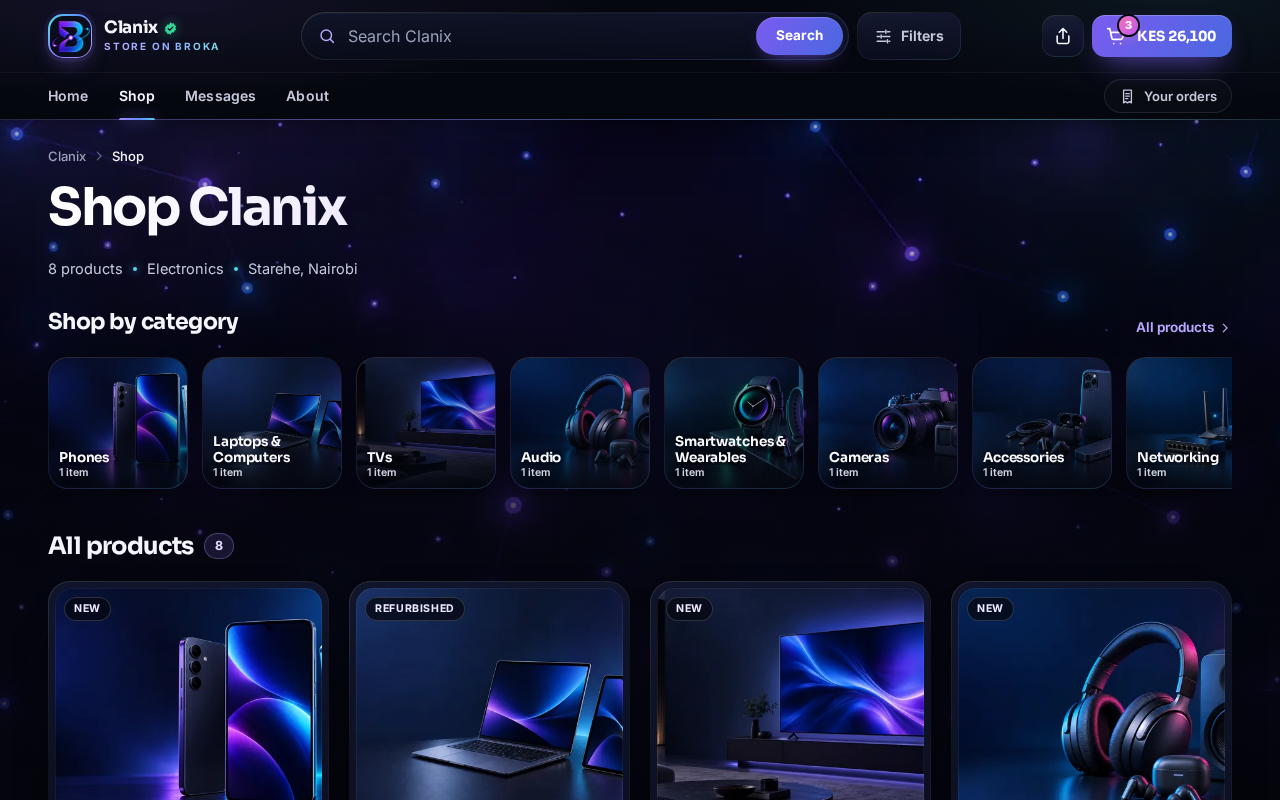 Clanix
STORE ON BROKA
Search Clanix
Search
Filters
3
KES 26,100
Home
Shop
Messages
About
Your orders
Clanix > Shop
Shop Clanix
8 products • Electronics • Starehe, Nairobi
Shop by category
All products >
Phones
1 item
Laptops &
Computers
1 item
TVs
1 item
Audio
1 item
Smartwatches &
Wearables
1 item
Cameras
1 item
Accessories
1 item
Networking
1 item
All products 8
NEW
REFURBISHED
NEW
NEW